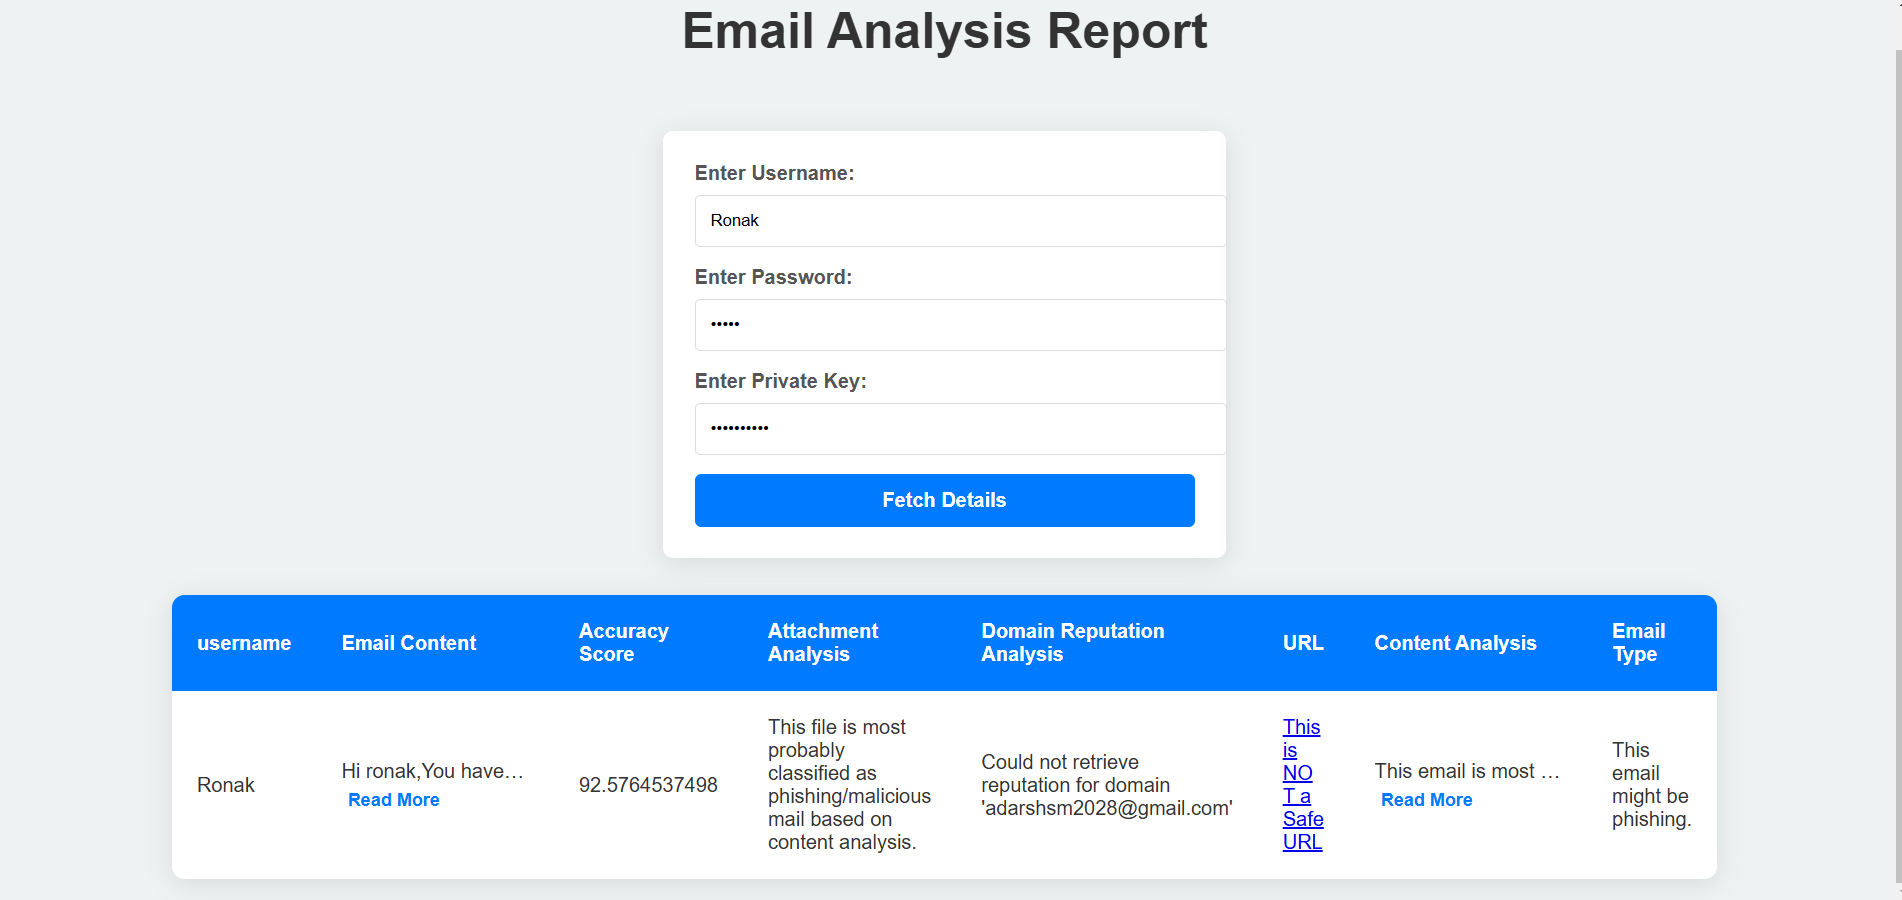 Email Analysis Report
Enter Username:
Ronak
Enter Password:
•••••
Enter Private Key:
••••••••••
Fetch Details
username
Email Content
Accuracy
Score
Attachment
Analysis
Domain Reputation
Analysis
URL
Content Analysis
Email
Type
Ronak
Hi ronak,You have…
Read More
92.5764537498
This file is most
probably
classified as
phishing/malicious
mail based on
content analysis.
Could not retrieve
reputation for domain
'adarshsm2028@gmail.com'
This
is
NO
T a
Safe
URL
This email is most …
Read More
This
email
might be
phishing.